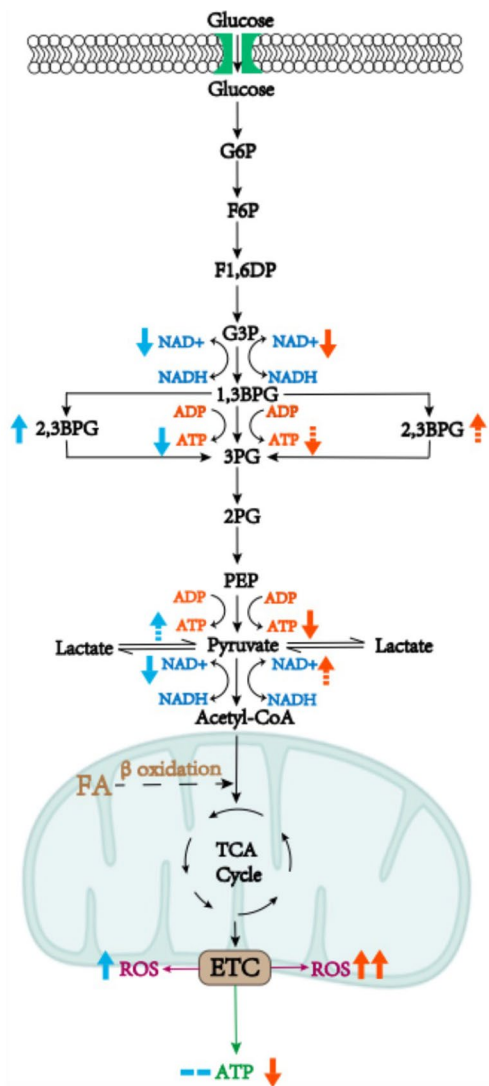 Glucose
Glucose
G6P
F6P
F1,6DP
G3P
NAD+ NAD+
NADH NADH
1,3BPG
ADP ADP
2,3BPG ATP ATP 2,3BPG
3PG
2PG
PEP
ADP ADP
ATP ATP
Lactate Pyruvate Lactate
NAD+ NAD+
NADH NADH
Acetyl-CoA
β oxidation
FA
TCA
Cycle
ROS ETC ROS
ATP